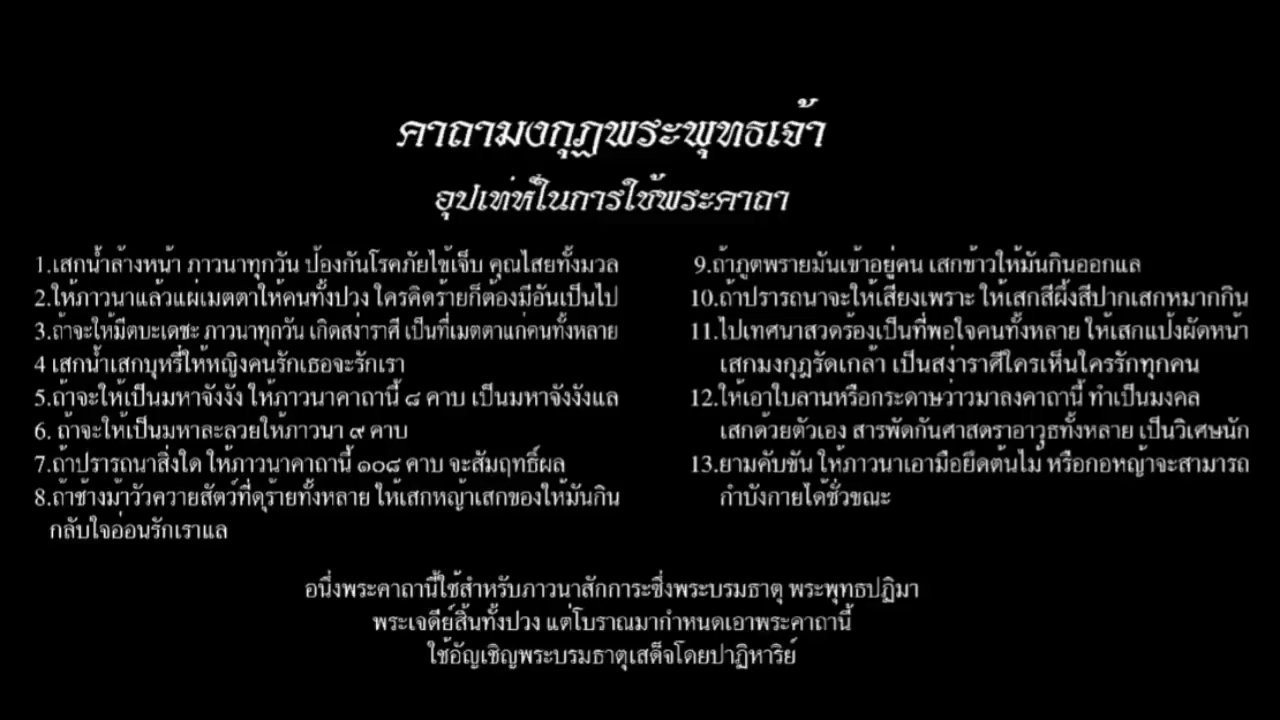 คาถามงกุฎพระพุทธเจ้า
อุปเท่ห์ในการใช้พระคาถา
1.เสกน้ำล้างหน้า ภาวนาทุกวัน ป้องกันโรคภัยไข้เจ็บ คุณไสยทั้งมวล
2.ให้ภาวนาแล้วแผ่เมตตาให้คนทั้งปวง ใครคิดร้ายก็ต้องมีอันเป็นไป
3.ถ้าจะให้มีตบะเดชะ ภาวนาทุกวัน เกิดสง่าราศี เป็นที่เมตตาแก่คนทั้งหลาย
4 เสกน้ำเสกบุหรี่ให้หญิงคนรักเธอจะรักเรา
5.ถ้าจะให้เป็นมหาจังงัง ให้ภาวนาคาถานี้ ๘ คาบ เป็นมหาจังงังแล
6. ถ้าจะให้เป็นมหาละลวยให้ภาวนา ๙ คาบ
7.ถ้าปรารถนาสิ่งใด ให้ภาวนาคาถานี้ ๑๐๘ คาบ จะสัมฤทธิ์ผล
8.ถ้าช้างม้าวัวควายสัตว์ที่ดุร้ายทั้งหลาย ให้เสกหญ้าเสกของให้มันกิน
กลับใจอ่อนรักเราแล
9.ถ้าภูตพรายมันเข้าอยู่คน เสกข้าวให้มันกินออกแล
10.ถ้าปรารถนาจะให้เสียงเพราะ ให้เสกสีผึ้งสีปากเสกหมากกิน
11.ไปเทศนาสวดร้องเป็นที่พอใจคนทั้งหลาย ให้เสกแป้งผัดหน้า
เสกมงกุฎรัดเกล้า เป็นสง่าราศีใครเห็นใครรักทุกคน
12.ให้เอาใบลานหรือกระดาษว่าวมาลงคาถานี้ ทำเป็นมงคล
เสกด้วยตัวเอง สารพัดกันศาสตราอาวุธทั้งหลาย เป็นวิเศษนัก
13.ยามคับขัน ให้ภาวนาเอามือยึดต้นไม้ หรือกอหญ้าจะสามารถ
กำบังกายได้ชั่วขณะ
อนึ่งพระคาถานี้ใช้สำหรับภาวนาสักการะซึ่งพระบรมธาตุ พระพุทธปฏิมา
พระเจดีย์สิ้นทั้งปวง แต่โบราณมากำหนดเอาพระคาถานี้
ใช้อัญเชิญพระบรมธาตุเสด็จโดยปาฏิหาริย์